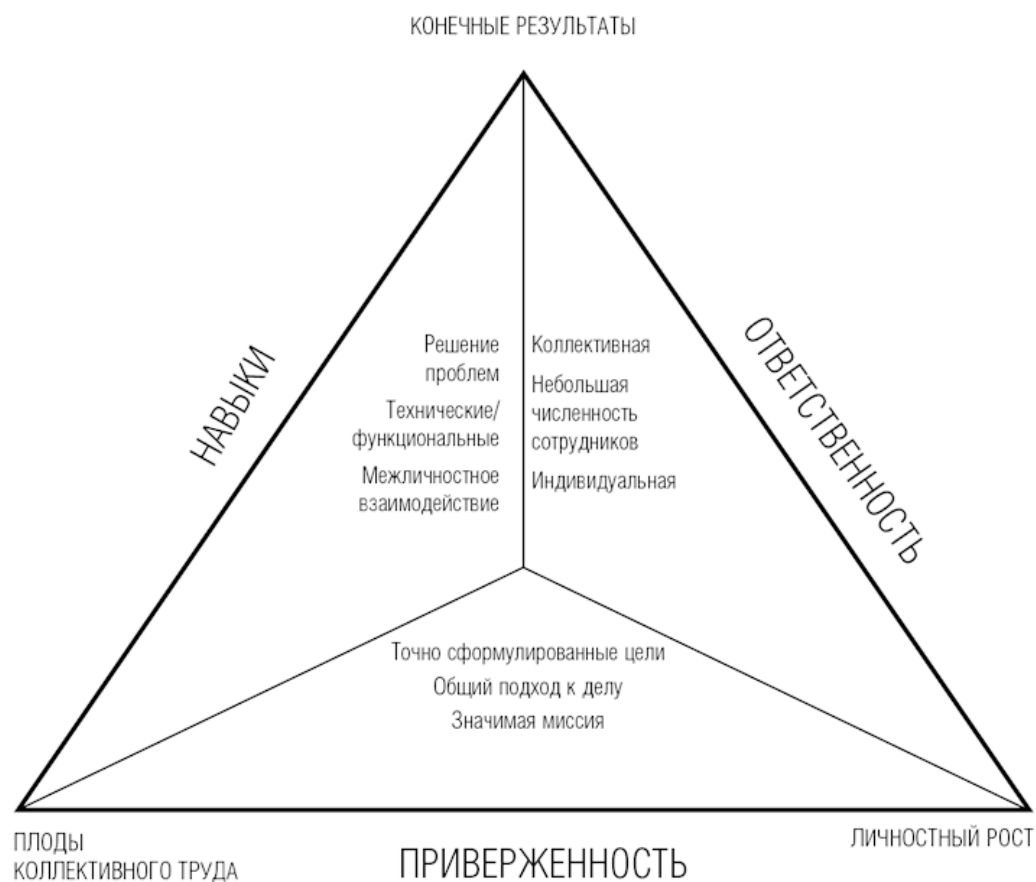 КОНЕЧНЫЕ РЕЗУЛЬТАТЫ
НАВЫКИ
Решение
проблем
Технические/
функциональные
Межличностное
взаимодействие
Коллективная
Небольшая
численность
сотрудников
Индивидуальная
ОТВЕТСТВЕННОСТЬ
Точно сформулированные цели
Общий подход к делу
Значимая миссия
ПЛОДЫ
КОЛЛЕКТИВНОГО ТРУДА
ПРИВЕРЖЕННОСТЬ
ЛИЧНОСТНЫЙ РОСТ